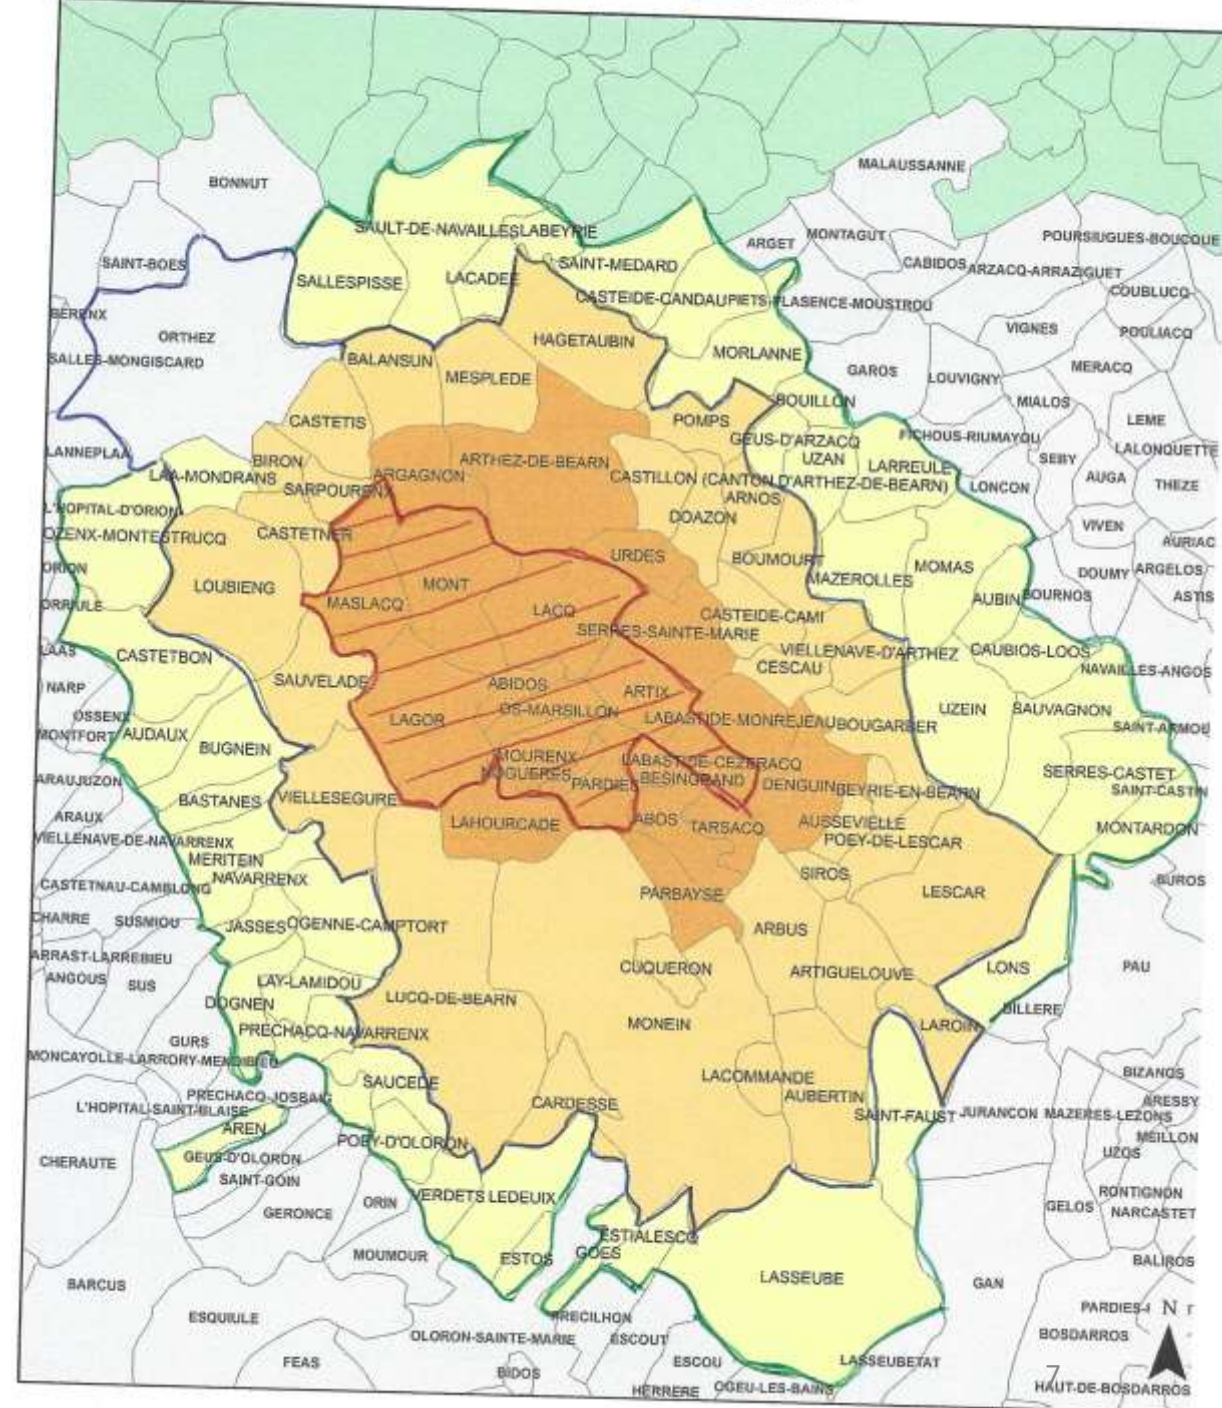 MALAUSSANNE
BONNUT
SAULT-DE-NAVAILLES
LABEYRIE
ARGET
MONTAGUT
POURSIUGUES-BOUCOUE
SAINT-BOES
SALLESPISSE
LACADEE
SAINT-MEDARD
CABIDOS
ARZACQ-ARRAZIGUET
COUBLUCQ
BERENX
CASTEIDE-CANDAU
PIETS-PLASENCE-MOUSTROU
VIGNES
POULIACQ
ORTHEZ
HAGETAUBIN
SALLES-MONGISCARD
BALANSUN
MORLANNE
GAROS
LOUVIGNY
MERACQ
MESPLEDE
MIALOS
BOUILLON
CASTETIS
POMPS
LEME
LANNEPLAA
GEUS-D'ARZACQ
FICHOUS-RIUMAYOU
LALONQUETTE
BIRON
ARTHEZ-DE-BEARN
UZAN
SEBY
LAA-MONDRANS
ARGAGNON
CASTILLON (CANTON D'ARTHEZ-DE-BEARN)
LARREULE
LONCON
AUGA
THEZE
SARPOURENX
ARNOS
L'HOPITAL-D'ORION
DOAZON
VIVEN
OZENX-MONTESTRUCQ
CASTETNER
AURIAC
URDES
BOUMOURT
MOMAS
ORION
LOUBIENG
MONT
MAZEROLLES
DOUMY
ARGELOS
ORRIULE
MASLACQ
LACQ
AUBIN
BOURNOS
ASTIS
CASTEIDE-CAMI
SERRES-SAINTE-MARIE
LAAS
CASTETBON
VIELLENAVE-D'ARTHEZ
CAUBIOS-LOOS
CESCAU
NAVAILLES-ANGOS
NARP
SAUVELADE
ABIDOS
ARTIX
OSSENX
LAGOR
OS-MARSILLON
LABASTIDE-MONREJEAU
BOUGARBER
UZEIN
SAUVAGNON
SAINT-ARMOU
MONTFORT
AUDAUX
BUGNEIN
MOURENX
LABASTIDE-CEZERACQ
SERRES-CASTET
ARAUJUZON
NOGUERES
PARDIES
BESINGRAND
DENGUIN
BEYRIE-EN-BEARN
SAINT-CASTIN
BASTANES
VIELLESEGURE
ARAUX
LAHOURCADE
ABOS
TARSACQ
AUSSEVIELLE
MONTARDON
VIELLENAVE-DE-NAVARRENX
POEY-DE-LESCAR
MERITEIN
SIROS
CASTETNAU-CAMBLONG
NAVARRENX
PARBAYSE
LESCAR
BUROS
CHARRE
SUSMIOU
JASSES
OGENNE-CAMPTORT
ARBUS
ARRAST-LARREBIEU
CUQUERON
ARTIGUELOUVE
LONS
PAU
ANGOUS
SUS
LAY-LAMIDOU
DOGNEN
LUCQ-DE-BEARN
BILLERE
PRECHACQ-NAVARRENX
MONEIN
LAROIN
GURS
MONCAYOLLE-LARRORY-MENDIBIEU
SAUCEDE
LACOMMANDE
BIZANOS
PRECHACQ-JOSBAIG
AUBERTIN
ARESSY
L'HOPITAL-SAINT-BLAISE
CARDESSE
SAINT-FAUST
JURANCON
MAZERES-LEZONS
AREN
POEY-D'OLORON
MEILLON
CHERAUTE
GEUS-D'OLORON
UZOS
SAINT-GOIN
ORIN
VERDETS
LEDEUIX
RONTIGNON
GERONCE
GELOS
NARCASTET
MOUMOUR
ESTOS
ESTIALESCQ
GOES
BALIROS
BARCUS
LASSEUBE
GAN
ESQUIULE
PRECILHON
PARDIES-
N
OLORON-SAINTE-MARIE
ESCOUT
BOSDARROS
FEAS
BIDOS
ESCOU
LASSEUBETAT
7
HERRERE
OGEU-LES-BAINS
HAUT-DE-BOSDARROS